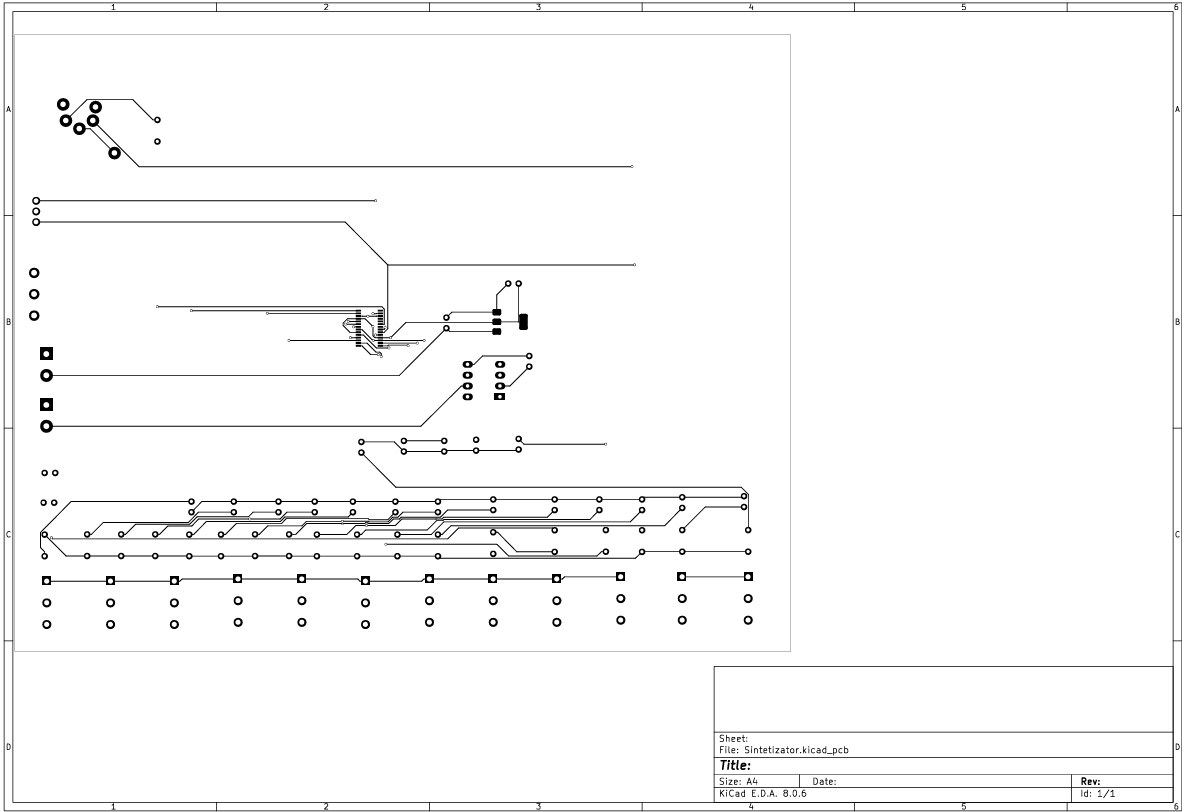 1 2 3 4 5 6
A A
B B
C C
D D
Sheet:
File: Sintetizator.kicad_pcb
Title:
Size: A4 Date: Rev:
KiCad E.D.A. 8.0.6 Id: 1/1
1 2 3 4 5 6